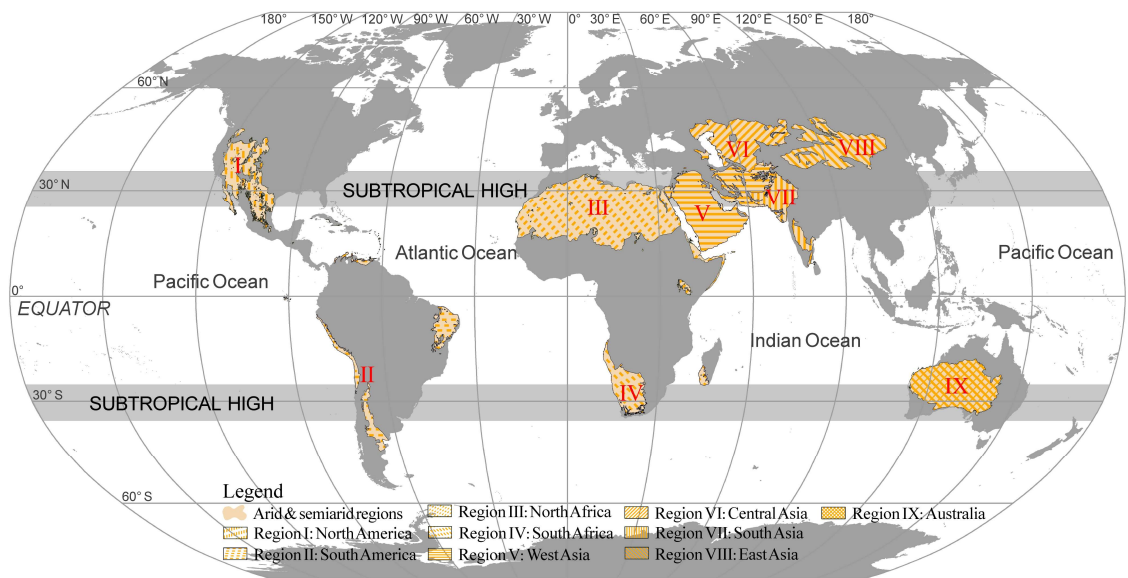 180° 150° W 120° W 90° W 60° W 30° W 0° 30° E 60 E 90 E 120 E 150 E 180°
60° N
VI VIII
I
30° N SUBTROPICAL HIGH
VII
III V
Atlantic Ocean Pacific Ocean
Pacific Ocean
0°
EQUATOR
Indian Ocean
II
IV IX
30° S
SUBTROPICAL HIGH
60° S
Legend
Arid & semiarid regions
Region I: North America
Region II: South America
Region III: North Africa
Region IV: South Africa
Region V: West Asia
Region VI: Central Asia
Region VII: South Asia
Region VIII: East Asia
Region IX: Australia